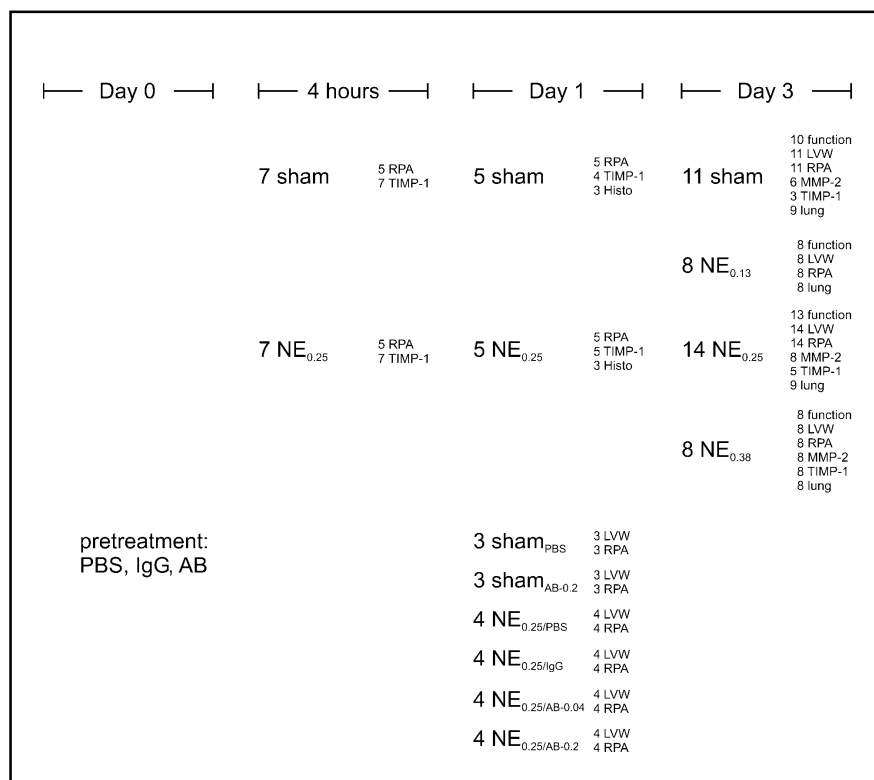 Day 0
4 hours
Day 1
Day 3
7 sham
5 RPA
7 TIMP-1
5 sham
5 RPA
4 TIMP-1
3 Histo
11 sham
10 function
11 LVW
11 RPA
6 MMP-2
3 TIMP-1
9 lung
8 NE0.13
8 function
8 LVW
8 RPA
8 lung
7 NE0.25
5 RPA
7 TIMP-1
5 NE0.25
5 RPA
5 TIMP-1
3 Histo
14 NE0.25
13 function
14 LVW
14 RPA
8 MMP-2
5 TIMP-1
9 lung
8 NE0.38
8 function
8 LVW
8 RPA
8 MMP-2
8 TIMP-1
8 lung
pretreatment:
PBS, IgG, AB
3 shamPBS
3 LVW
3 RPA
3 shamAB-0.2
3 LVW
3 RPA
4 NE0.25/PBS
4 LVW
4 RPA
4 NE0.25/IgG
4 LVW
4 RPA
4 NE0.25/AB-0.04
4 LVW
4 RPA
4 NE0.25/AB-0.2
4 LVW
4 RPA